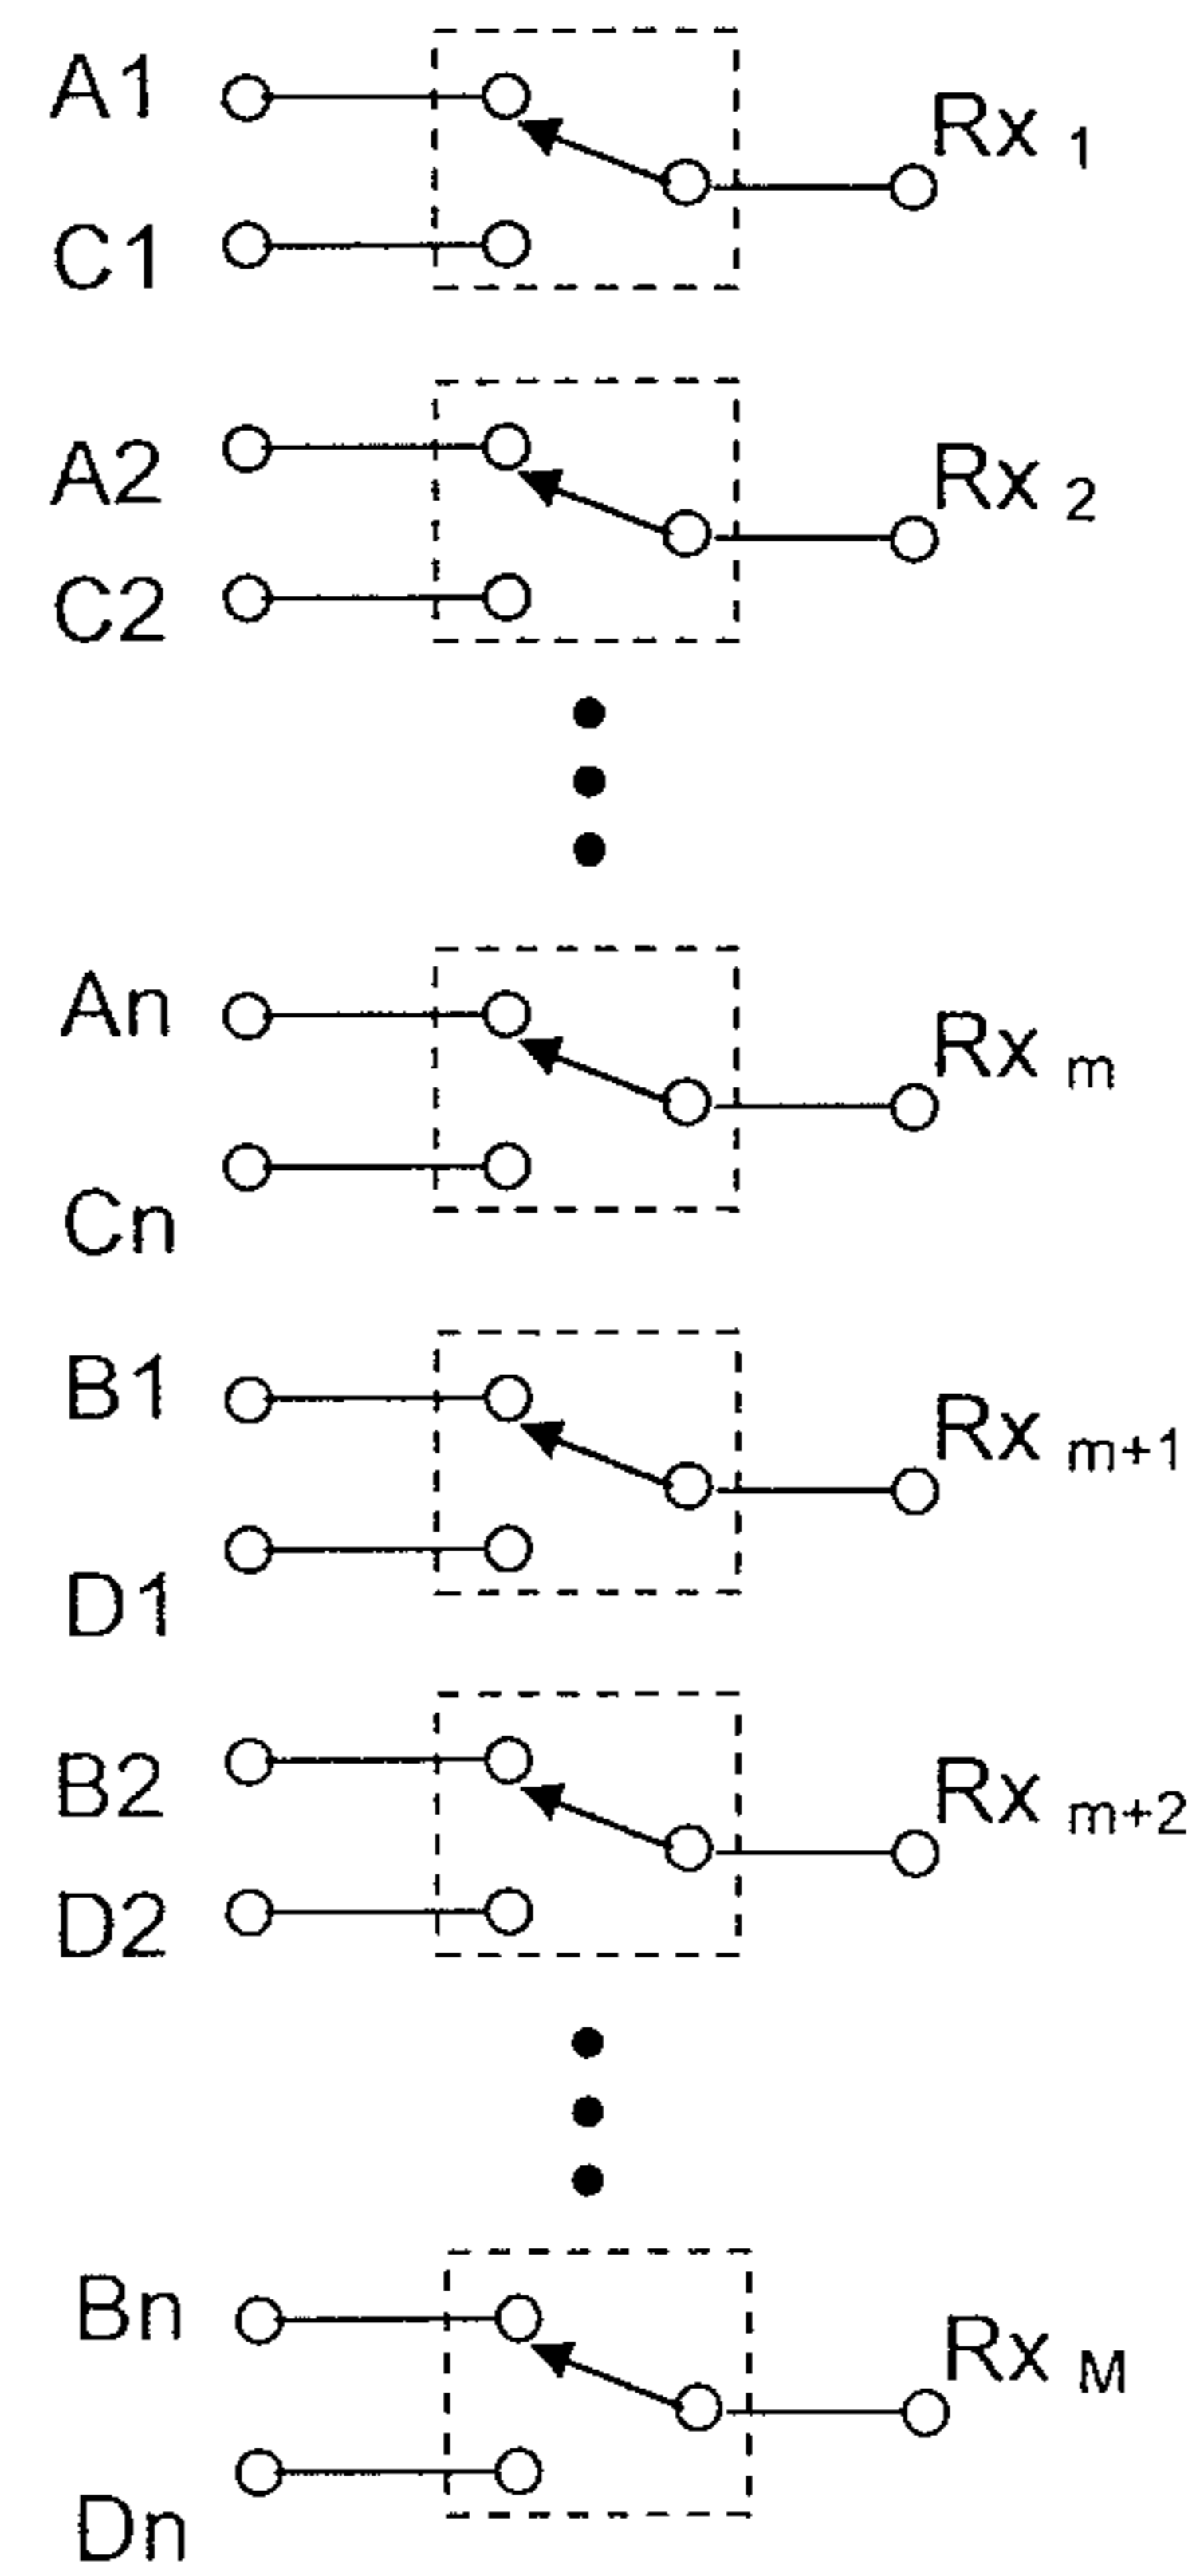 A1
Rx 1
C1
A2
Rx 2
C2
An
Rx m
Cn
B1
Rx m+1
D1
B2
Rx m+2
D2
Bn
Rx M
Dn